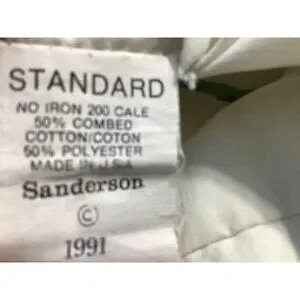 STANDARD
NO IRON 200 CALE
50% COMBED
COTTON/COTON
50% POLYESTER
MADE IN U.S.A
Sanderson
©
1991